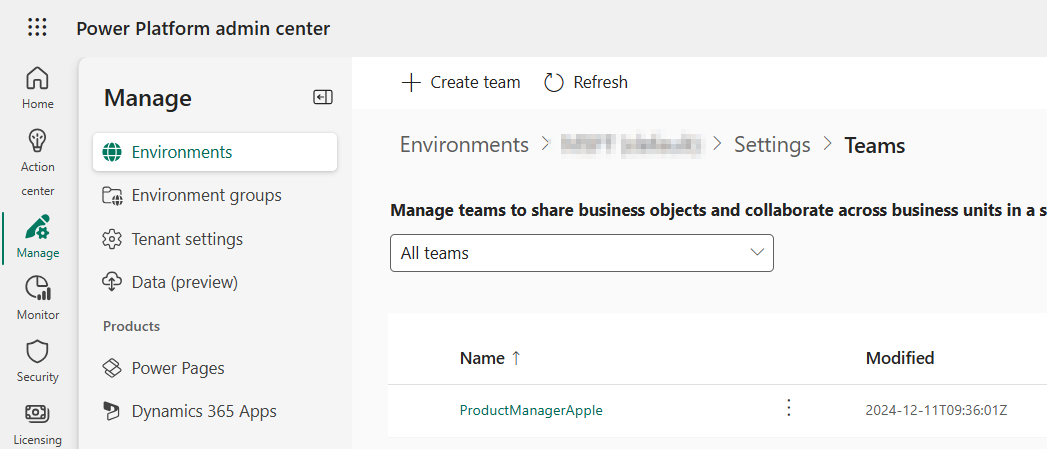 Power Platform admin center
Home
Action
center
Manage
Monitor
Security
Licensing
Manage
Environments
Environment groups
Tenant settings
Data (preview)
Products
Power Pages
Dynamics 365 Apps
Create team
Refresh
Environments > Settings > Teams
Manage teams to share business objects and collaborate across business units in a s
All teams
Name ↑ Modified
ProductManagerApple 2024-12-11T09:36:01Z